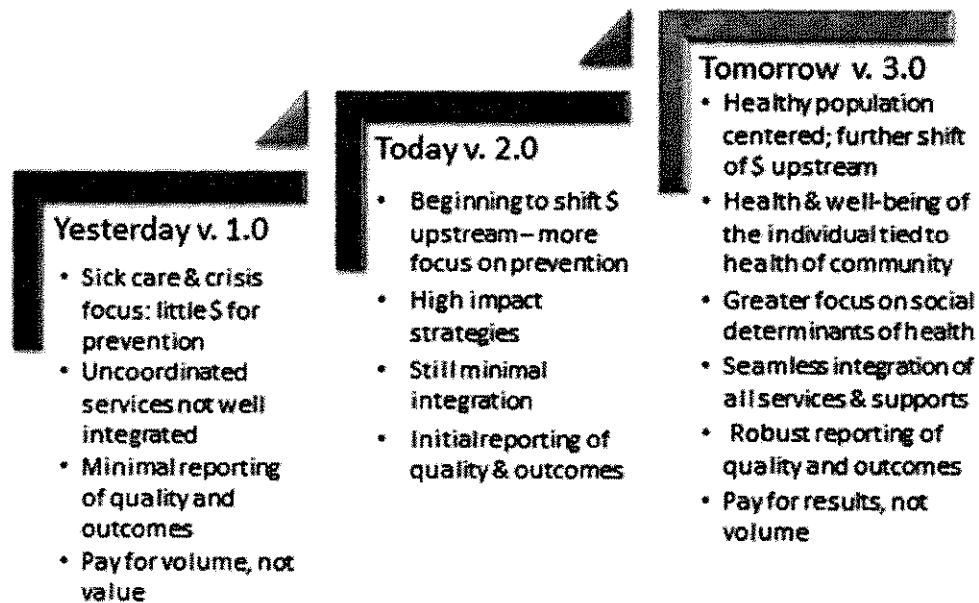 Yesterday v. 1.0
• Sick care & crisis
focus: little $ for
prevention
• Uncoordinated
services not well
integrated
• Minimal reporting
of quality and
outcomes
• Pay for volume, not
value
Today v. 2.0
• Beginning to shift $
upstream – more
focus on prevention
• High impact
strategies
• Still minimal
integration
• Initial reporting of
quality & outcomes
Tomorrow v. 3.0
• Healthy population
centered; further shift
of $ upstream
• Health & well-being of
the individual tied to
health of community
• Greater focus on social
determinants of health
• Seamless integration of
all services & supports
• Robust reporting of
quality and outcomes
• Pay for results, not
volume